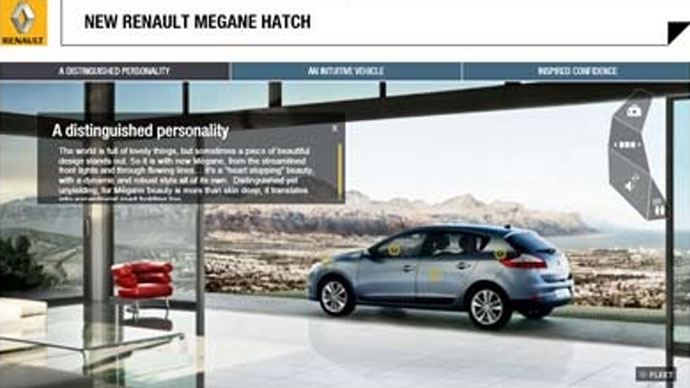 RENAULT
NEW RENAULT MEGANE HATCH
A DISTINGUISHED PERSONALITY
AN INTUITIVE VEHICLE
INSPIRED CONFIDENCE
A distinguished personality
x
The world is full of lovely things, but sometimes a piece of beautiful
design stands out. So it is with new Mégane, from the streamlined
front lights and through flowing lines... it's a "heart stopping" beauty,
with a dynamic and robust style all of its own. Distinguished yet
unyielding, for Mégane beauty is more than skin deep, it translates
FLEET